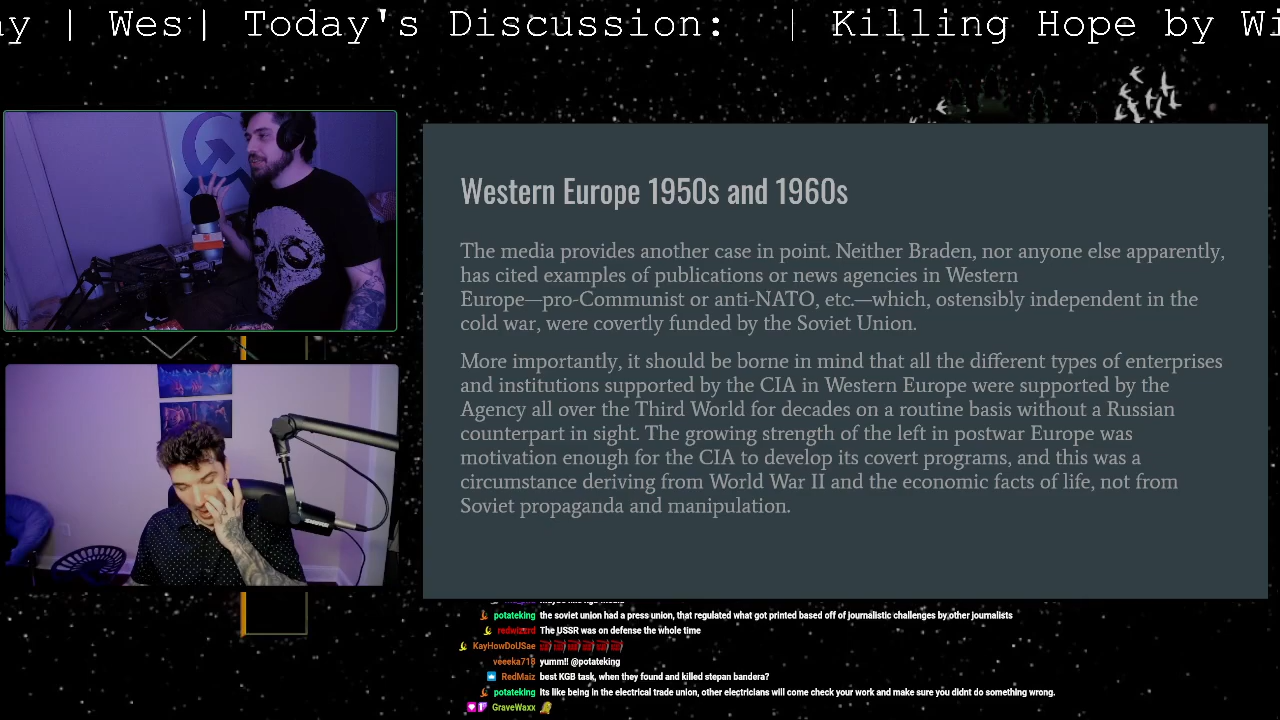 ay | Wes| Today's Discussion: | Killing Hope by Wi
Western Europe 1950s and 1960s
The media provides another case in point. Neither Braden, nor anyone else apparently,
has cited examples of publications or news agencies in Western
Europe—pro-Communist or anti-NATO, etc.—which, ostensibly independent in the
cold war, were covertly funded by the Soviet Union.
More importantly, it should be borne in mind that all the different types of enterprises
and institutions supported by the CIA in Western Europe were supported by the
Agency all over the Third World for decades on a routine basis without a Russian
counterpart in sight. The growing strength of the left in postwar Europe was
motivation enough for the CIA to develop its covert programs, and this was a
circumstance deriving from World War II and the economic facts of life, not from
Soviet propaganda and manipulation.
potateking the soviet union had a press union, that regulated what got printed based off of journalistic challenges by other journalists
redwizard The USSR was on defense the whole time
KayHowDoUSae
veeeka718 yumm!! @potateking
RedMaiz best KGB task, when they found and killed stepan bandera?
potateking its like being in the electrical trade union, other electricians will come check your work and make sure you didnt do something wrong.
GraveWaxx